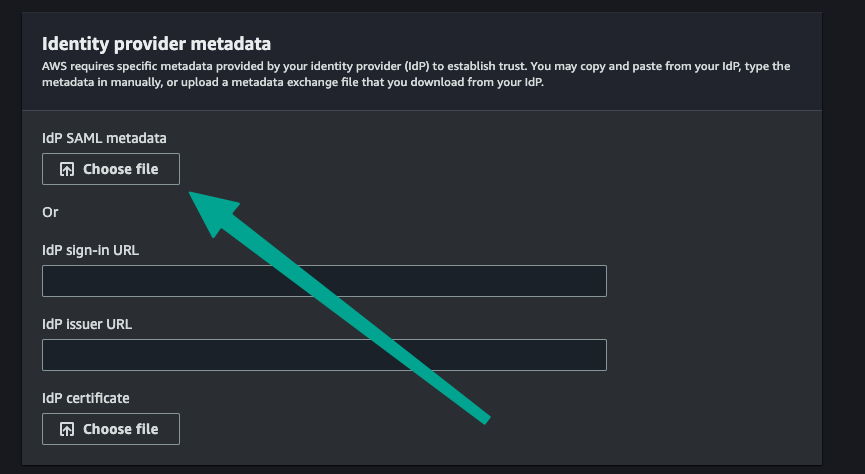 Identity provider metadata
AWS requires specific metadata provided by your identity provider (IdP) to establish trust. You may copy and paste from your IdP, type the
metadata in manually, or upload a metadata exchange file that you download from your IdP.
IdP SAML metadata
Choose file
Or
IdP sign-in URL
IdP issuer URL
IdP certificate
Choose file